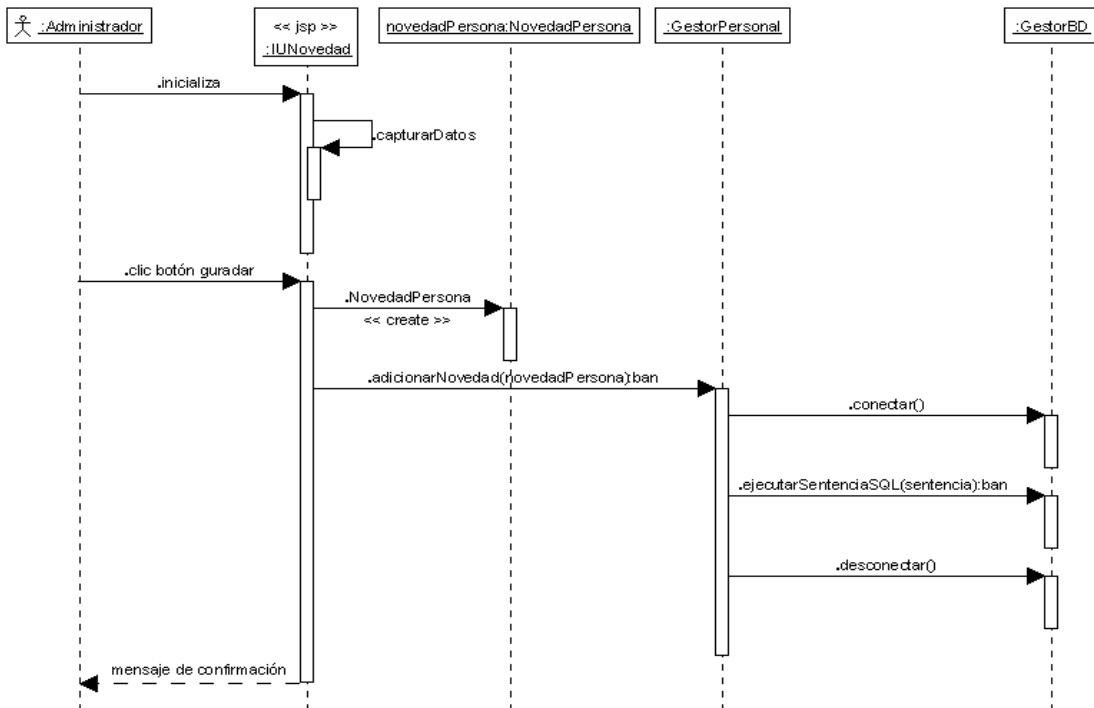 :Administrador
<< jsp >>
:IUNovedad
novedadPersona:NovedadPersona
:GestorPersonal
:GestorBD
.inicializa
.capturarDatos
.clic botón guradar
.NovedadPersona
<< create >>
.adicionarNovedad(novedadPersona):ban
.conectar()
.ejecutarSentenciaSQL(sentencia):ban
.desconectar()
mensaje de confirmación